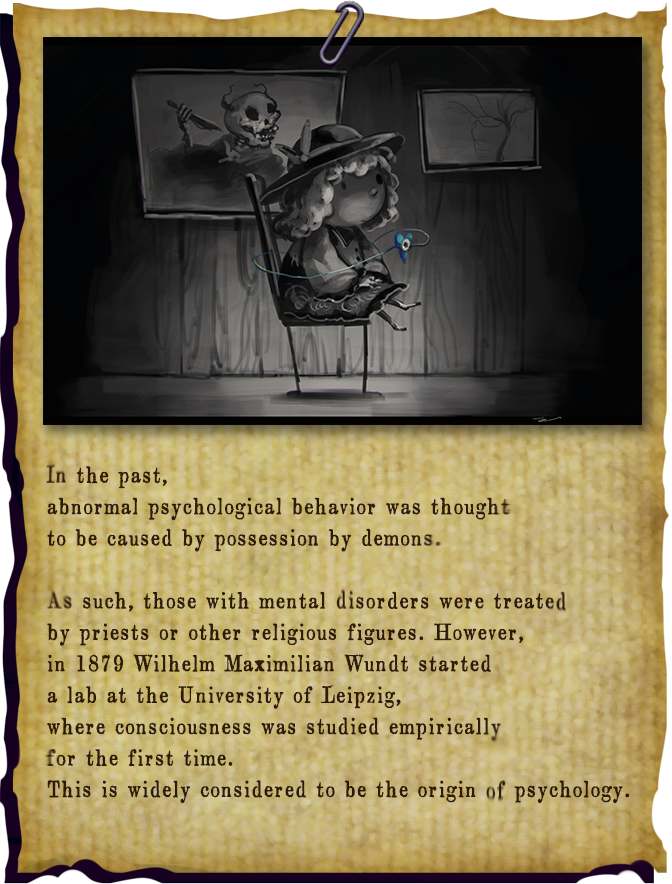 In the past,
abnormal psychological behavior was thought
to be caused by possession by demons.
As such, those with mental disorders were treated
by priests or other religious figures. However,
in 1879 Wilhelm Maximilian Wundt started
a lab at the University of Leipzig,
where consciousness was studied empirically
for the first time.
This is widely considered to be the origin of psychology.